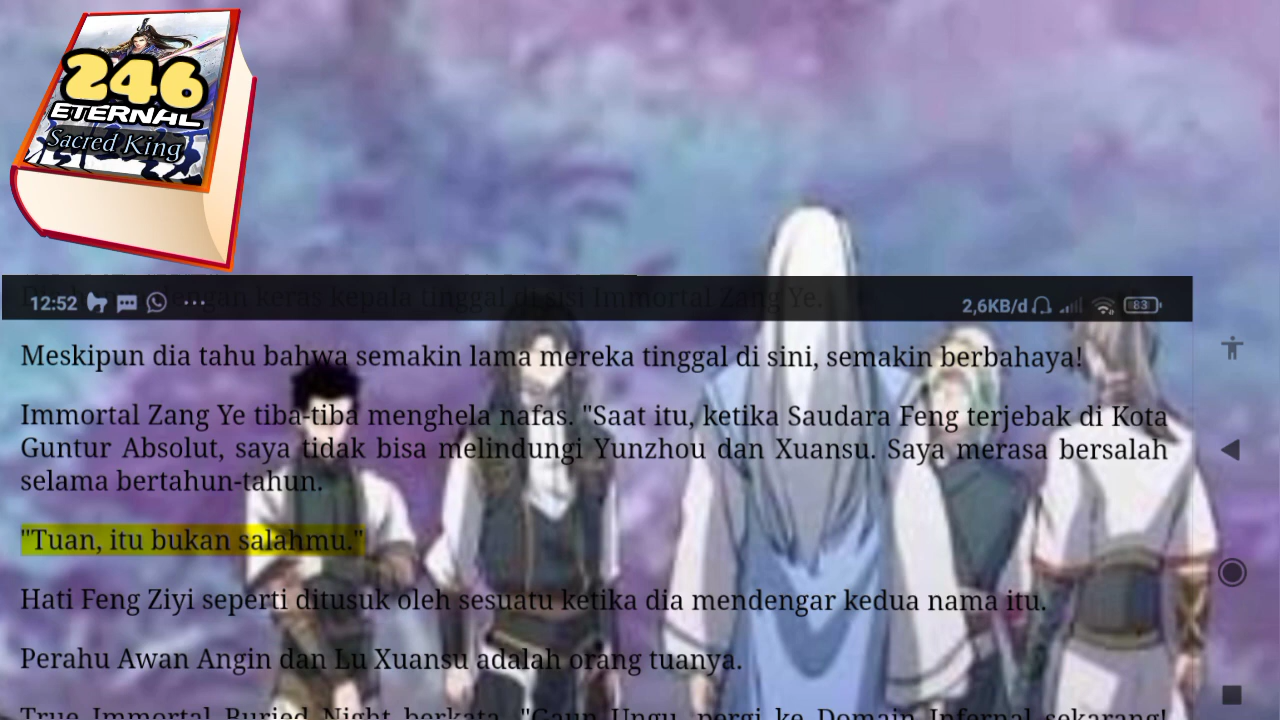 246
ETERNAL
Sacred King
dengan keras kepala tinggal di sisi Immortal Zang Ye.
12:52 ... 2,6KB/d 83
Meskipun dia tahu bahwa semakin lama mereka tinggal di sini, semakin berbahaya!
Immortal Zang Ye tiba-tiba menghela nafas. "Saat itu, ketika Saudara Feng terjebak di Kota
Guntur Absolut, saya tidak bisa melindungi Yunzhou dan Xuansu. Saya merasa bersalah
selama bertahun-tahun.
"Tuan, itu bukan salahmu."
Hati Feng Ziyi seperti ditusuk oleh sesuatu ketika dia mendengar kedua nama itu.
Perahu Awan Angin dan Lu Xuansu adalah orang tuanya.
True Immortal Buried Night berkata, "Gaun Ungu, pergi ke Domain Infernal sekarang!